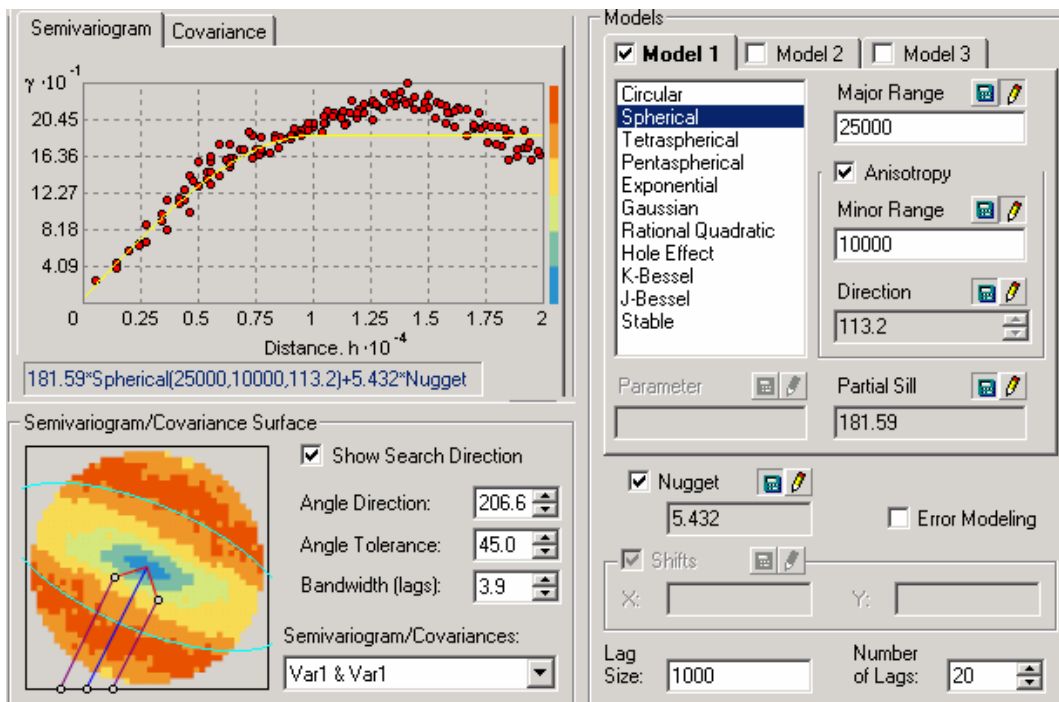 Semivariogram Covariance
γ ·10 -1
20.45
16.36
12.27
8.18
4.09
0 0.25 0.5 0.75 1 1.25 1.5 1.75 2
Distance, h ·10 -4
181.59*Spherical(25000,10000,113.2)+5.432*Nugget
Semivariogram/Covariance Surface
Show Search Direction
Angle Direction: 206.6
Angle Tolerance: 45.0
Bandwidth (lags): 3.9
Semivariogram/Covariances:
Var1 & Var1
Models
Model 1 Model 2 Model 3
Circular
Spherical
Tetraspherical
Pentaspherical
Exponential
Gaussian
Rational Quadratic
Hole Effect
K-Bessel
J-Bessel
Stable
Major Range
25000
Anisotropy
Minor Range
10000
Direction
113.2
Parameter
Partial Sill
181.59
Nugget
5.432
Error Modeling
Shifts
X: Y:
Lag
Size: 1000
Number
of Lags: 20